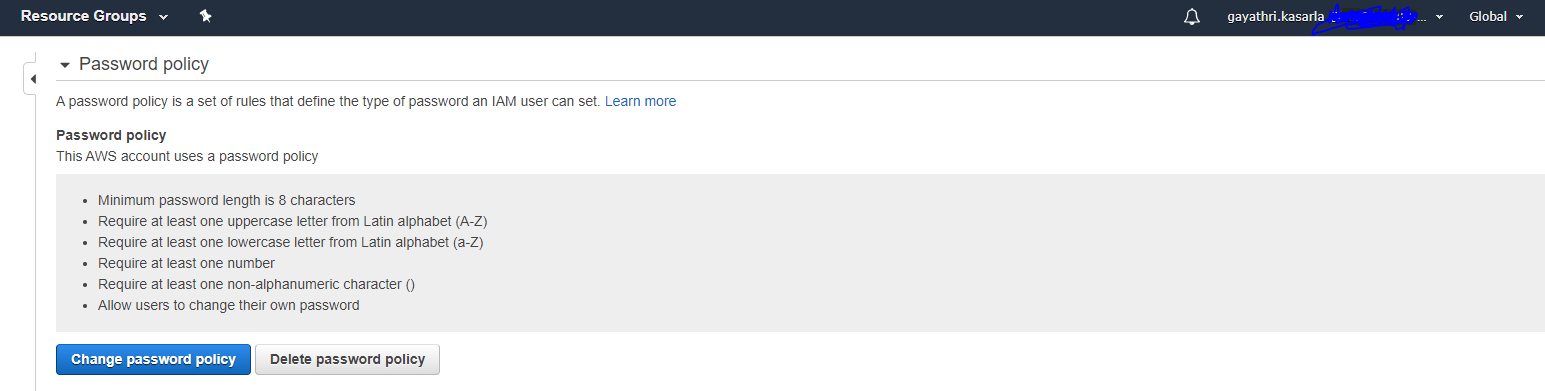 Resource Groups
gayathri.kasarla
Global
Password policy
A password policy is a set of rules that define the type of password an IAM user can set. Learn more
Password policy
This AWS account uses a password policy
Minimum password length is 8 characters
Require at least one uppercase letter from Latin alphabet (A-Z)
Require at least one lowercase letter from Latin alphabet (a-z)
Require at least one number
Require at least one non-alphanumeric character ()
Allow users to change their own password
Change password policy Delete password policy